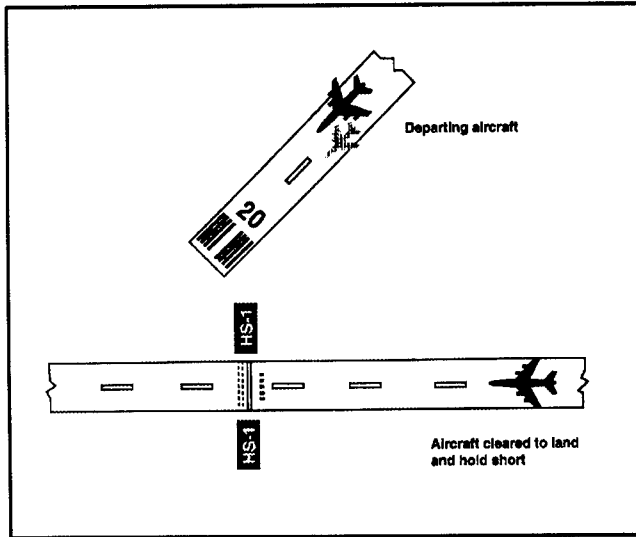 Departing aircraft
20
HS-1
HS-1
Aircraft cleared to land
and hold short